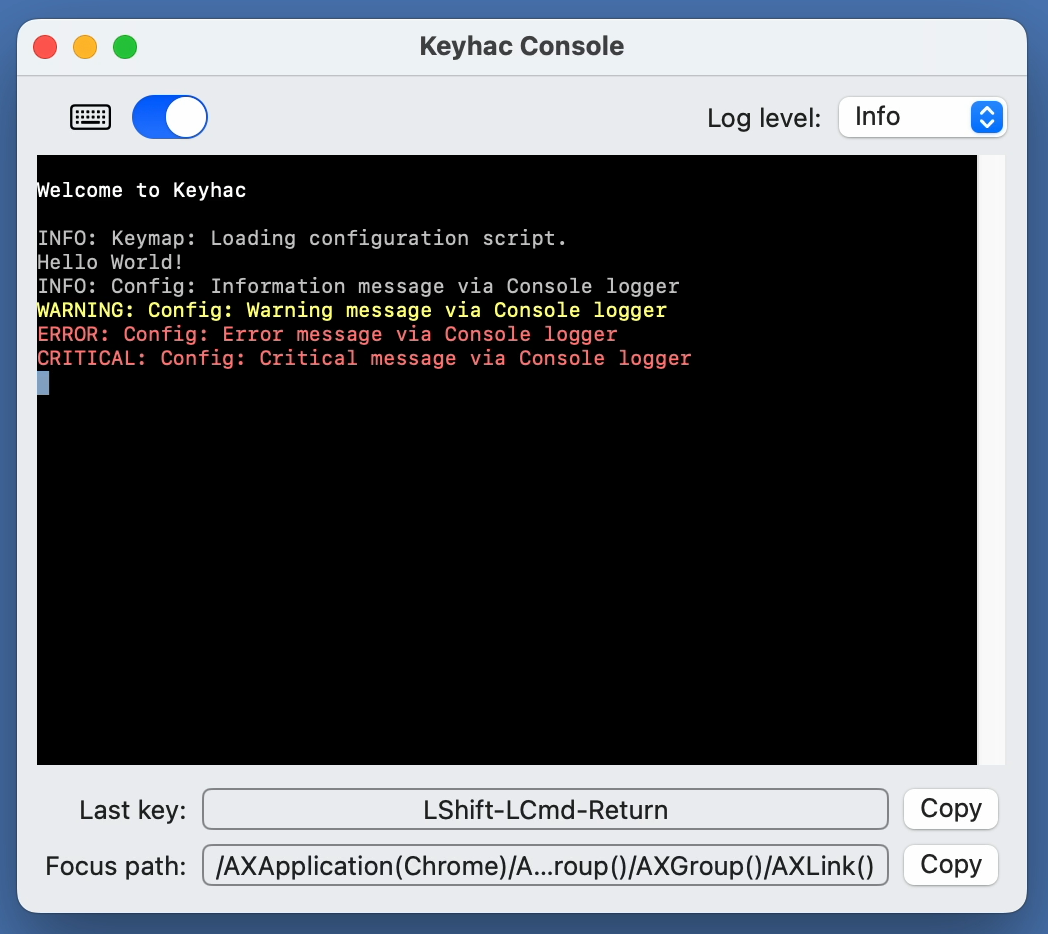 Keyhac Console
Log level: Info
Welcome to Keyhac
INFO: Keymap: Loading configuration script.
Hello World!
INFO: Config: Information message via Console logger
WARNING: Config: Warning message via Console logger
ERROR: Config: Error message via Console logger
CRITICAL: Config: Critical message via Console logger
Last key: LShift-LCmd-Return Copy
Focus path: /AXApplication(Chrome)/A...roup()/AXGroup()/AXLink() Copy